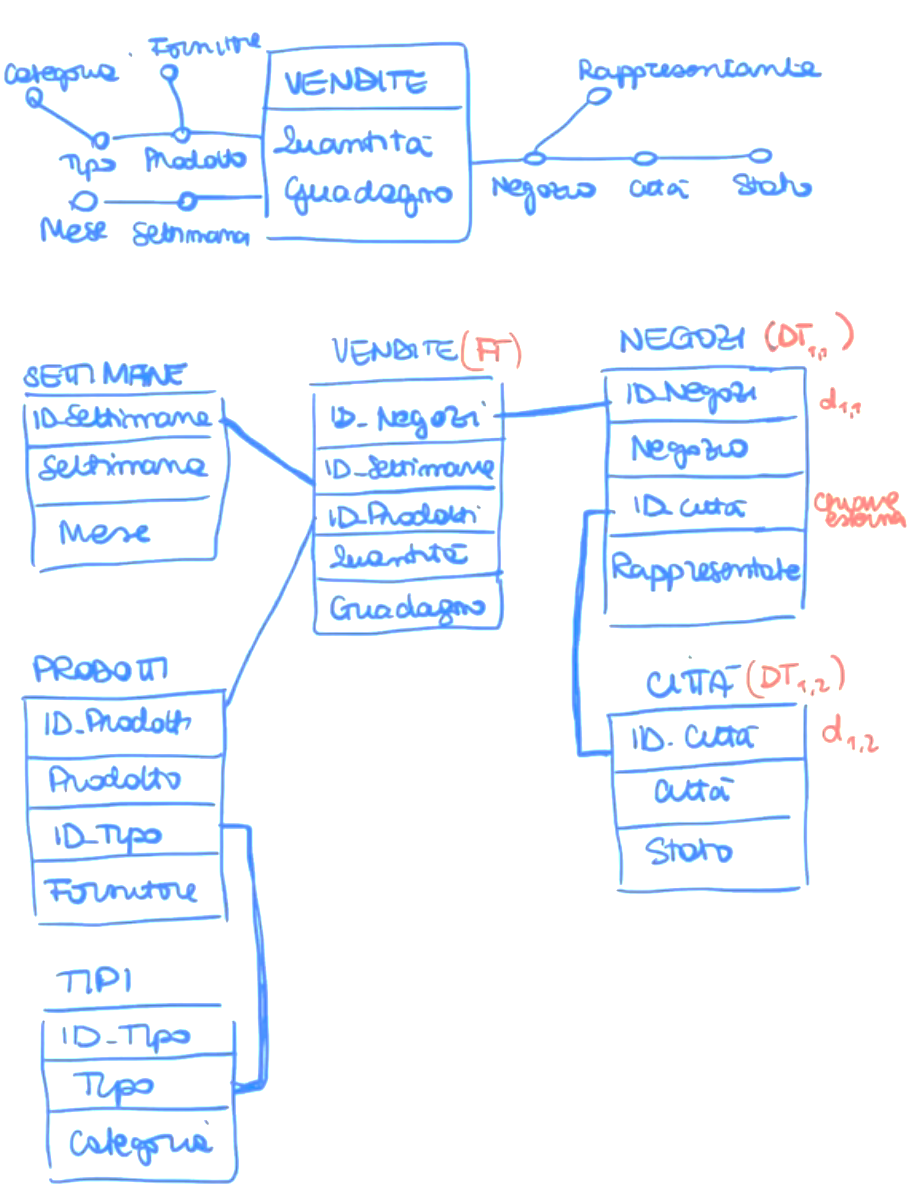 Fornitore
Categoria
VENDITE
Rappresentante
Quantità
Tipo
Prodotto
Guadagno
Negozio
Città
Stato
Mese
Settimana
SETTIMANE
ID_Settimane
Settimana
Mese
VENDITE (FT)
ID_Negozi
ID_Settimane
ID_Prodotti
Quantità
Guadagno
NEGOZI (DT1,1)
ID_Negozi
d1,1
Negozio
ID_Città
chiave
esterna
Rappresentate
PRODOTTI
ID_Prodotti
Prodotto
ID_Tipo
Fornitore
CITTÀ (DT1,2)
ID_Città
d1,2
Città
Stato
TIPI
ID_Tipo
Tipo
Categoria